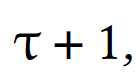 τ + 1,